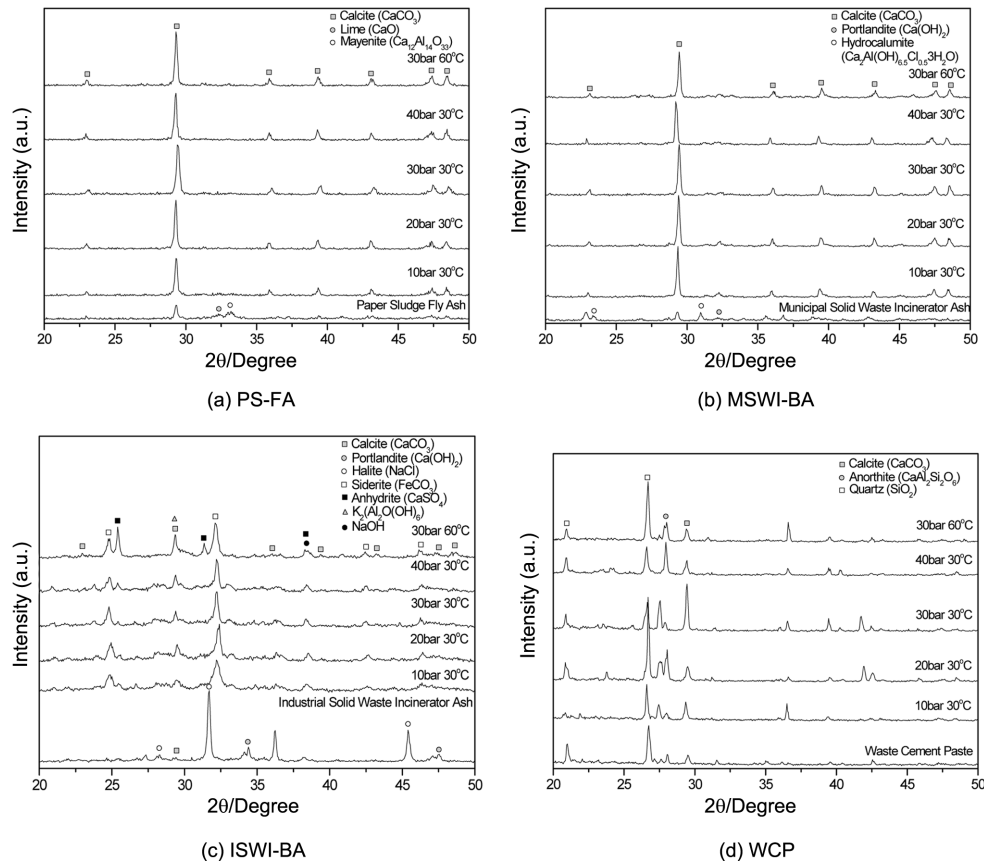 Calcite (CaCO3)
Lime (CaO)
Mayenite (Ca12Al14O33)
30bar 60°C
40bar 30°C
30bar 30°C
20bar 30°C
10bar 30°C
Paper Sludge Fly Ash
Intensity (a.u.)
20 25 30 35 40 45 50
2θ/Degree
(a) PS-FA
Calcite (CaCO3)
Portlandite (Ca(OH)2)
Hydrocalumite
(Ca2Al(OH)6.5Cl0.53H2O)
30bar 60°C
40bar 30°C
30bar 30°C
20bar 30°C
10bar 30°C
Municipal Solid Waste Incinerator Ash
Intensity (a.u.)
20 25 30 35 40 45 50
2θ/Degree
(b) MSWI-BA
Calcite (CaCO3)
Portlandite (Ca(OH)2)
Halite (NaCl)
Siderite (FeCO3)
Anhydrite (CaSO4)
K2(Al2O(OH)6)
NaOH
30bar 60°C
40bar 30°C
30bar 30°C
20bar 30°C
10bar 30°C
Industrial Solid Waste Incinerator Ash
Intensity (a.u.)
20 25 30 35 40 45 50
2θ/Degree
(c) ISWI-BA
Calcite (CaCO3)
Anorthite (CaAl2Si2O6)
Quartz (SiO2)
30bar 60°C
40bar 30°C
30bar 30°C
20bar 30°C
10bar 30°C
Waste Cement Paste
Intensity (a.u.)
20 25 30 35 40 45 50
2θ/Degree
(d) WCP